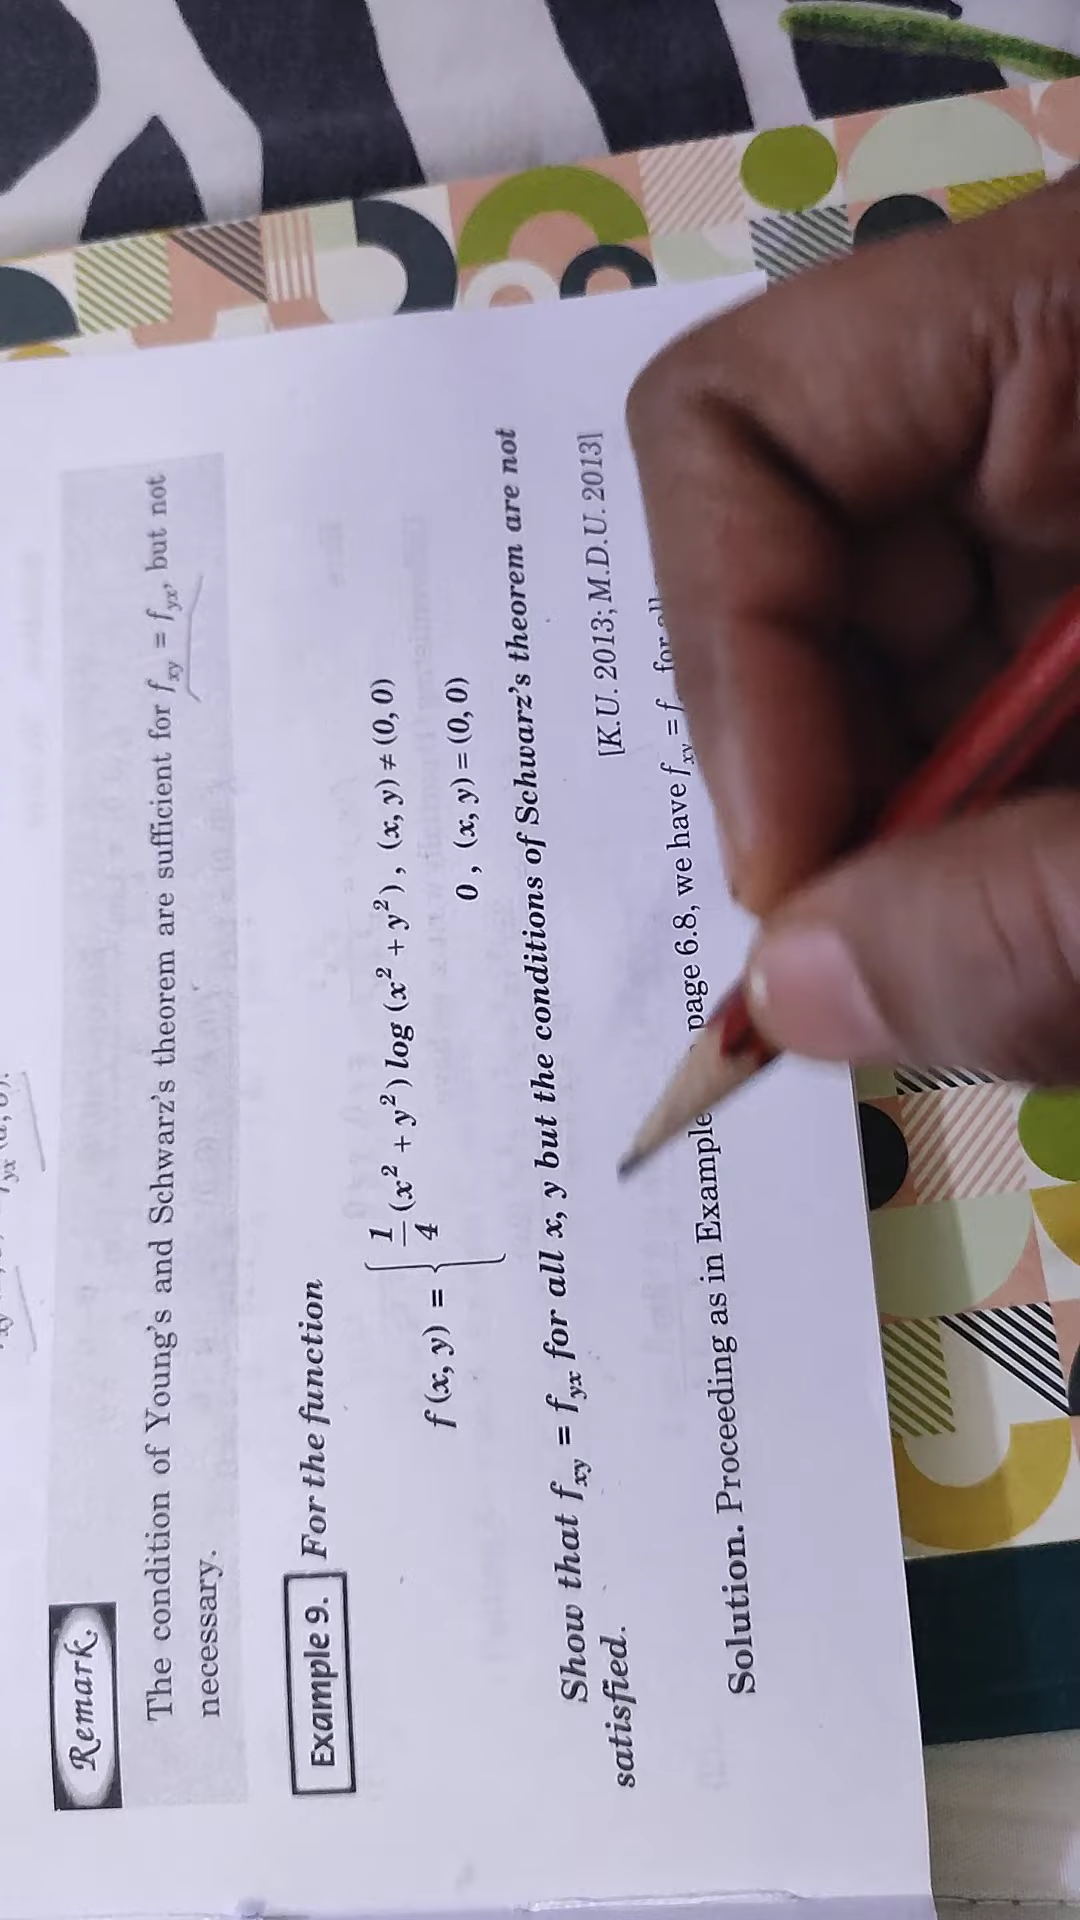 Remark.
The condition of Young's and Schwarz's theorem are sufficient for f_xy = f_yx, but not
necessary.
Example 9. For the function
f (x, y) = { 1/4 (x² + y²) log (x² + y²) , (x, y) ≠ (0, 0)
0 , (x, y) = (0, 0)
Show that f_xy = f_yx for all x, y but the conditions of Schwarz's theorem are not
satisfied.
[K.U. 2013; M.D.U. 2013]
Solution. Proceeding as in Example page 6.8, we have f_xy = f for all